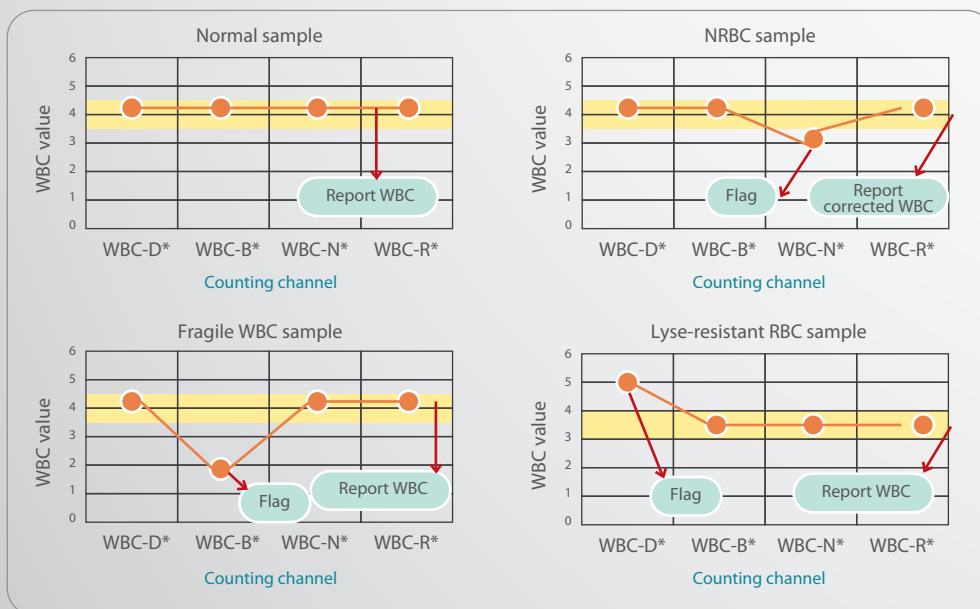 Normal sample
WBC value
6
5
4
3
2
1
0
Report WBC
WBC-D* WBC-B* WBC-N* WBC-R*
Counting channel
NRBC sample
WBC value
6
5
4
3
2
1
0
Flag
Report
corrected WBC
WBC-D* WBC-B* WBC-N* WBC-R*
Counting channel
Fragile WBC sample
WBC value
6
5
4
3
2
1
0
Flag
Report WBC
WBC-D* WBC-B* WBC-N* WBC-R*
Counting channel
Lyse-resistant RBC sample
WBC value
6
5
4
3
2
1
0
Flag
Report WBC
WBC-D* WBC-B* WBC-N* WBC-R*
Counting channel